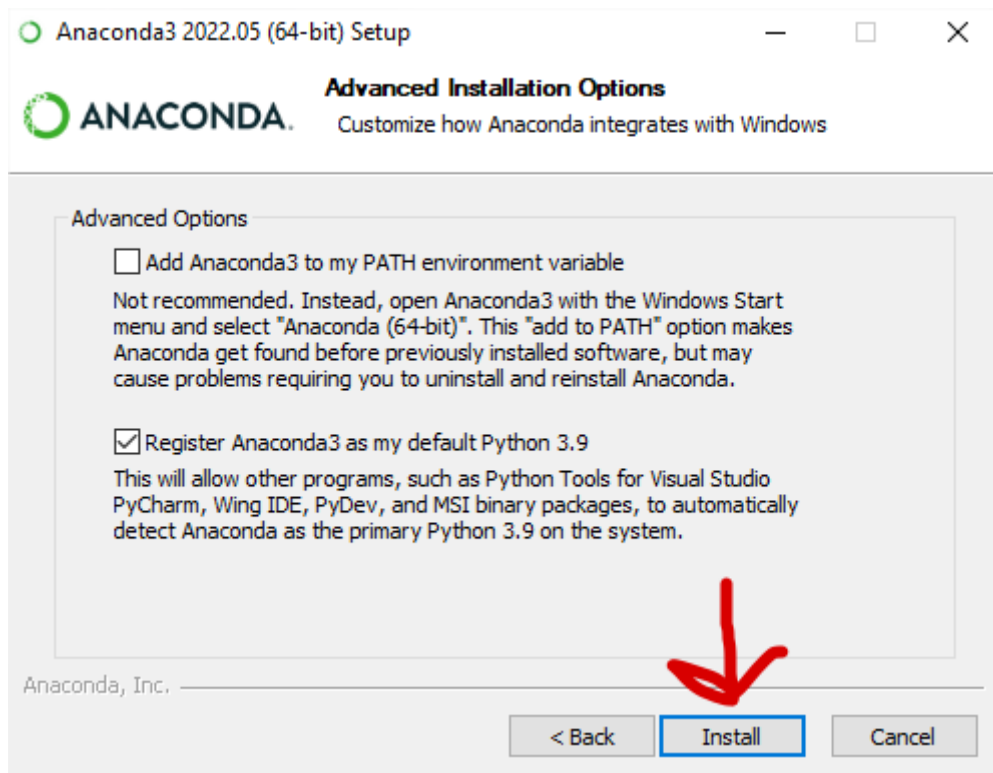 Anaconda3 2022.05 (64-bit) Setup
ANACONDA.
Advanced Installation Options
Customize how Anaconda integrates with Windows
Advanced Options
Add Anaconda3 to my PATH environment variable
Not recommended. Instead, open Anaconda3 with the Windows Start
menu and select "Anaconda (64-bit)". This "add to PATH" option makes
Anaconda get found before previously installed software, but may
cause problems requiring you to uninstall and reinstall Anaconda.
Register Anaconda3 as my default Python 3.9
This will allow other programs, such as Python Tools for Visual Studio
PyCharm, Wing IDE, PyDev, and MSI binary packages, to automatically
detect Anaconda as the primary Python 3.9 on the system.
Anaconda, Inc.
< Back
Install
Cancel